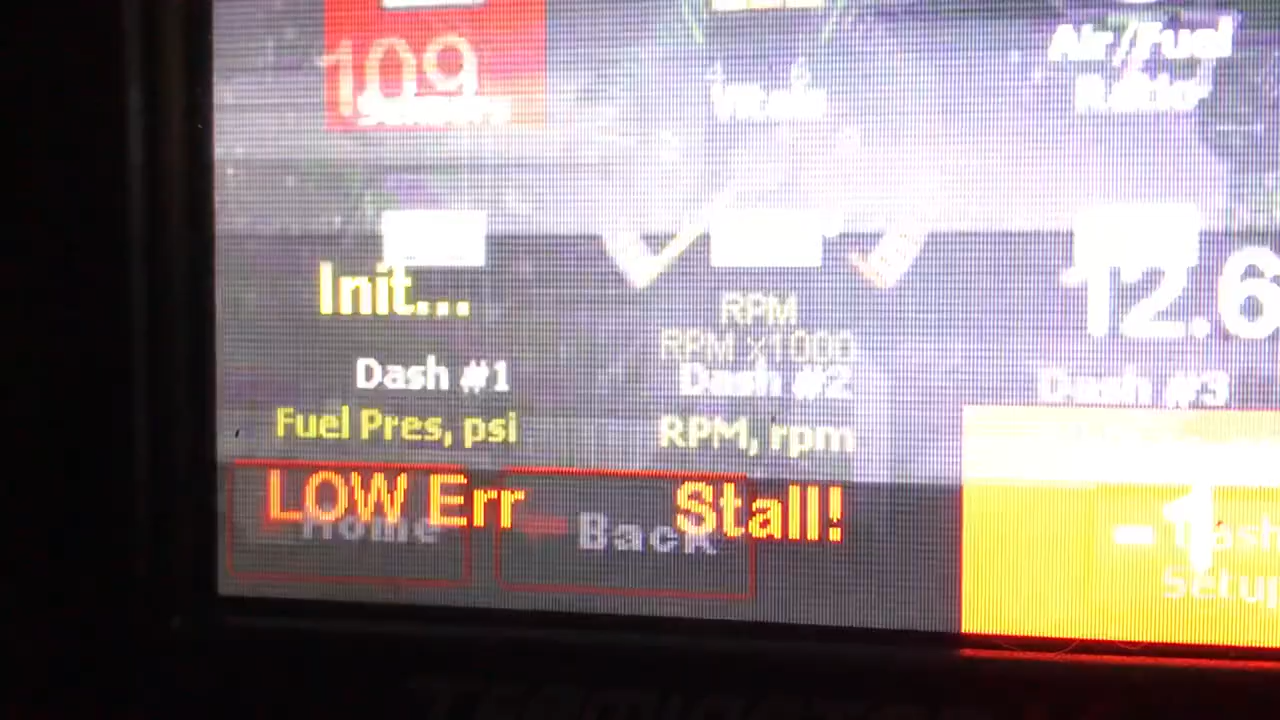 109
Air/Fuel
Ratio
Init...
12.6
RPM
RPM x1000
Dash #1
Dash #2
Dash #3
Fuel Pres, psi
RPM, rpm
LOW Err
Stall!
Home
Back
1
Dash
Setup